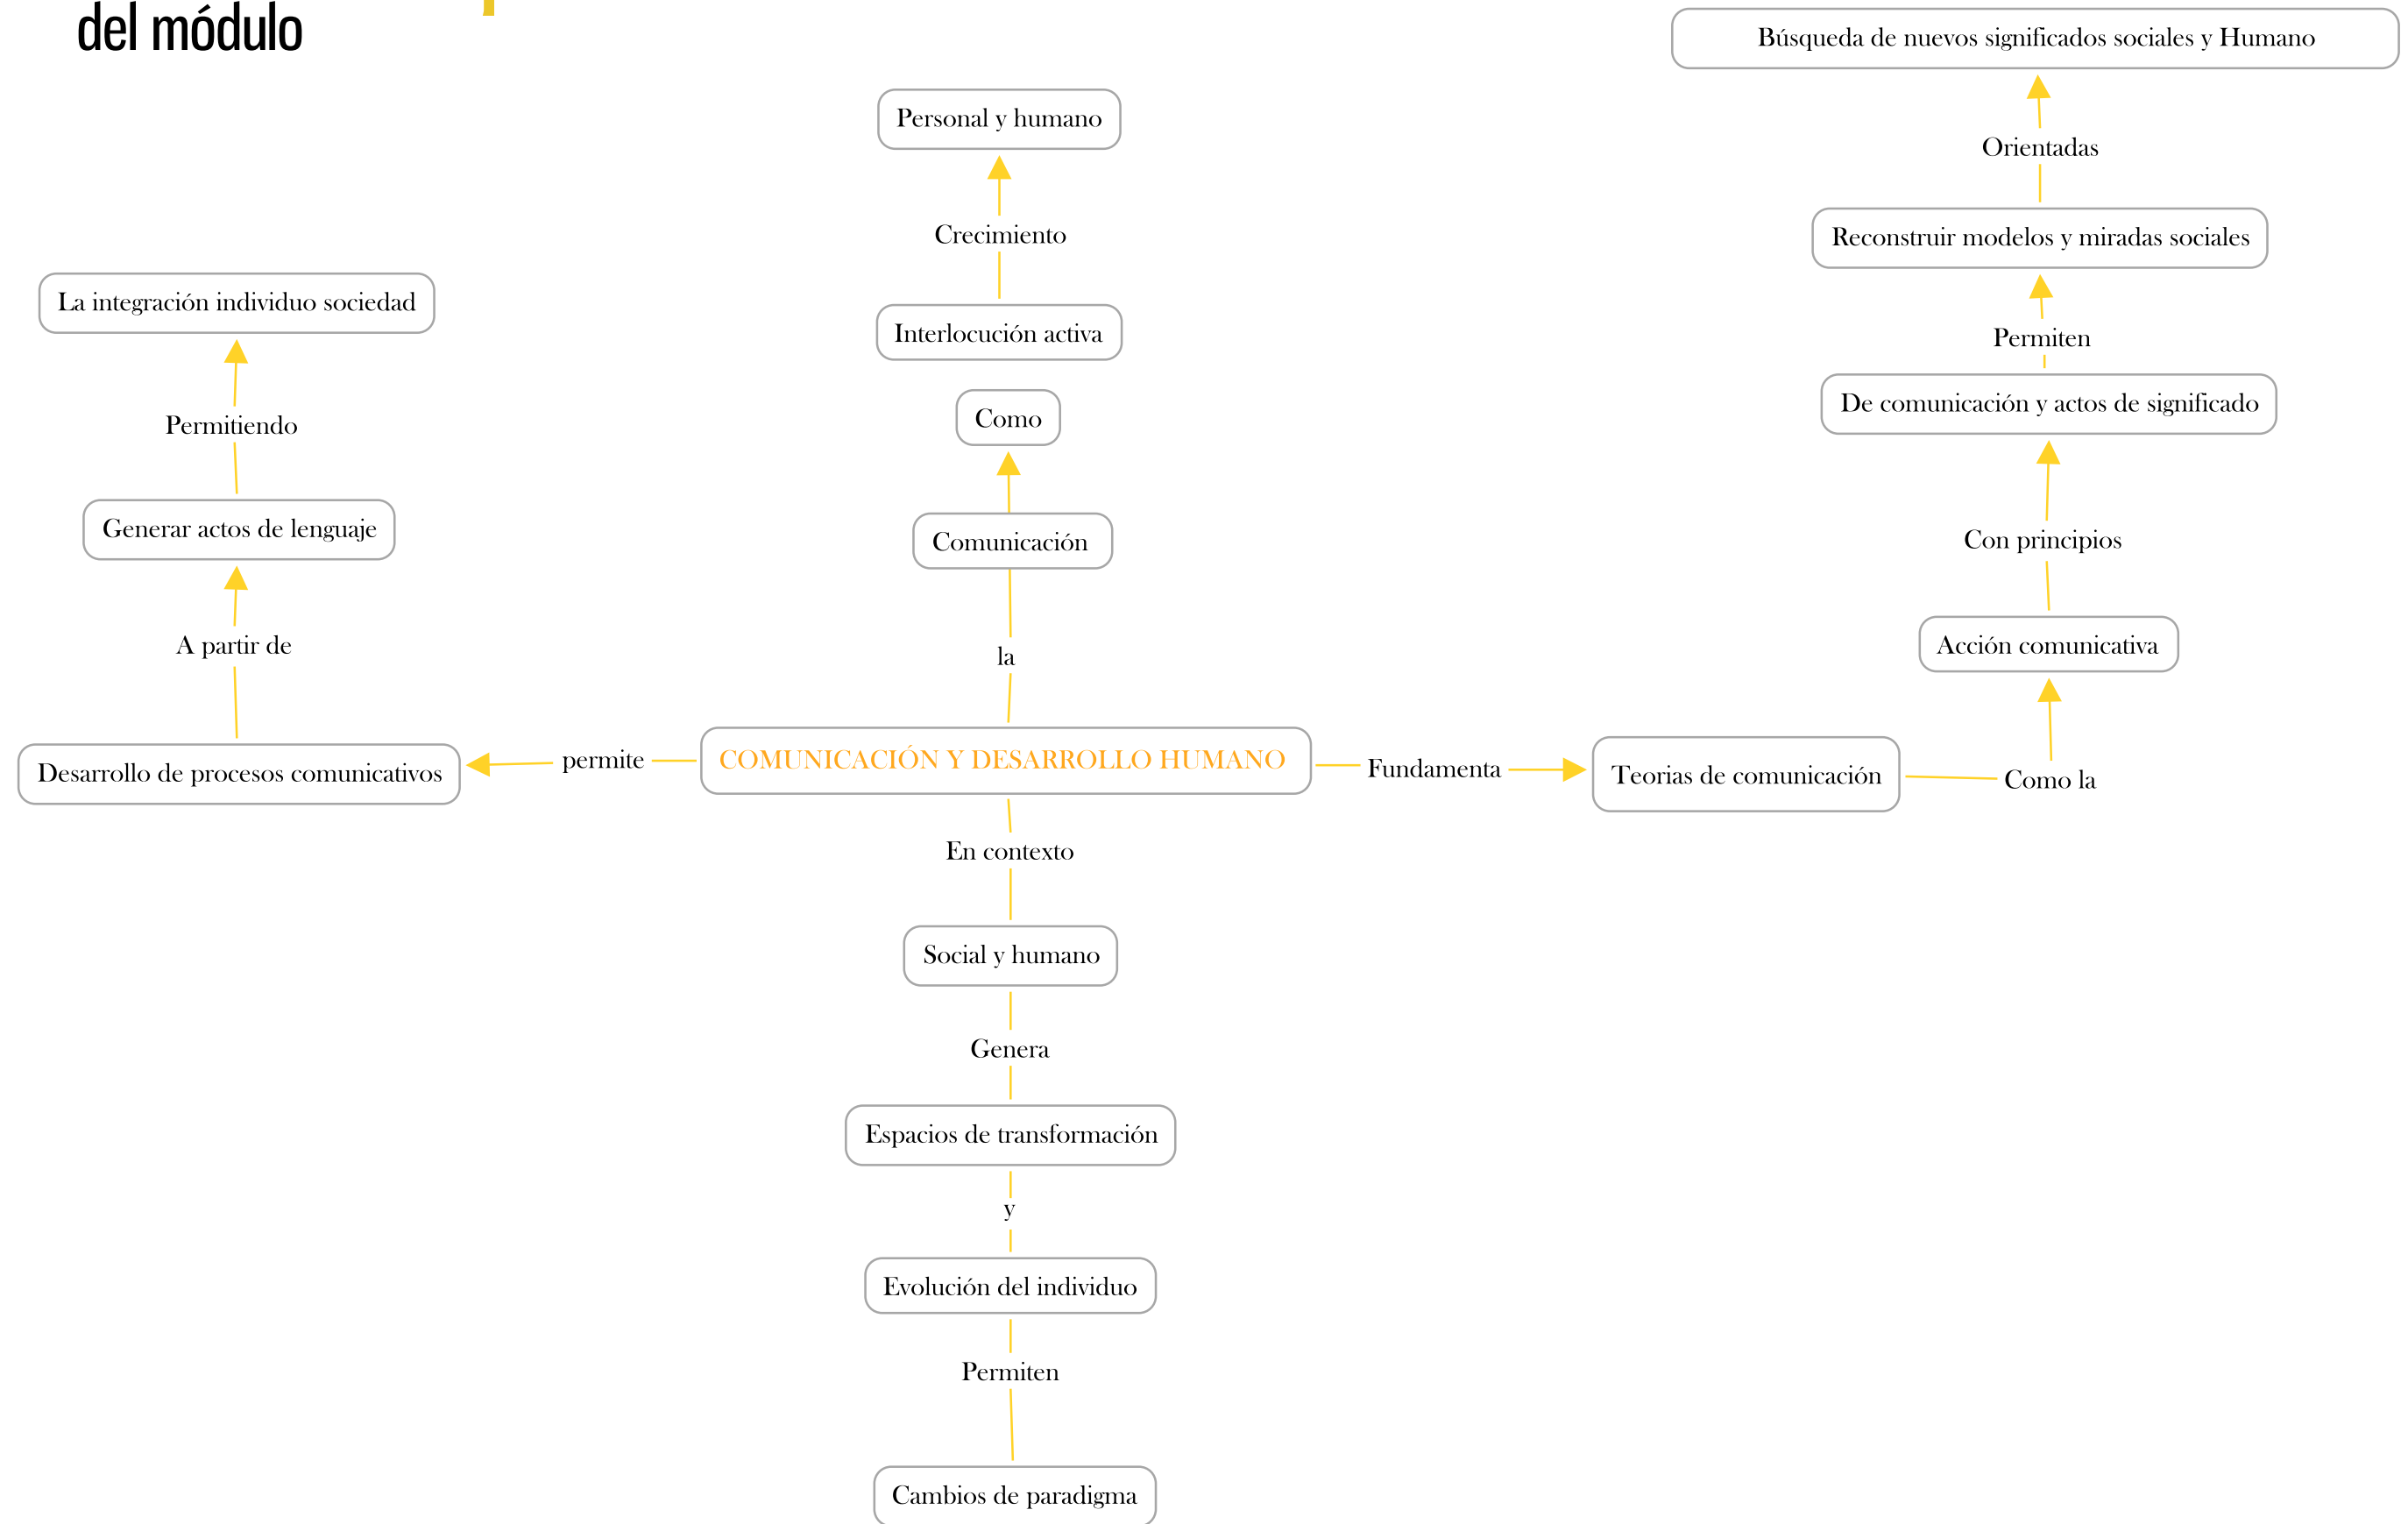 del módulo
Búsqueda de nuevos significados sociales y Humano
Orientadas
Reconstruir modelos y miradas sociales
Permiten
De comunicación y actos de significado
Con principios
Acción comunicativa
Como la
Teorias de comunicación
Fundamenta
Personal y humano
Crecimiento
Interlocución activa
Como
Comunicación
la
COMUNICACIÓN Y DESARROLLO HUMANO
permite
La integración individuo sociedad
Permitiendo
Generar actos de lenguaje
A partir de
Desarrollo de procesos comunicativos
En contexto
Social y humano
Genera
Espacios de transformación
y
Evolución del individuo
Permiten
Cambios de paradigma